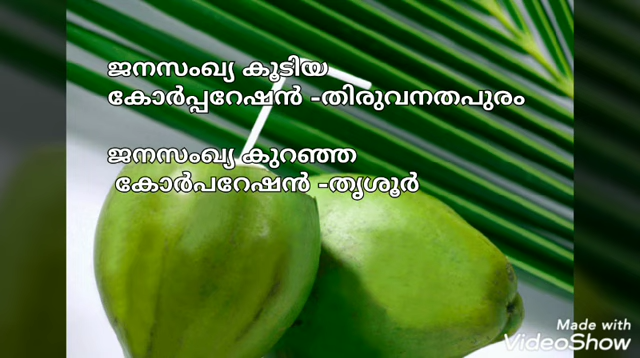 ജനസംഖ്യ കൂടിയ
കോർപ്പറേഷൻ -തിരുവനതപുരം
ജനസംഖ്യ കുറഞ്ഞ
കോർപറേഷൻ -തൃശൂർ
Made with
VideoShow